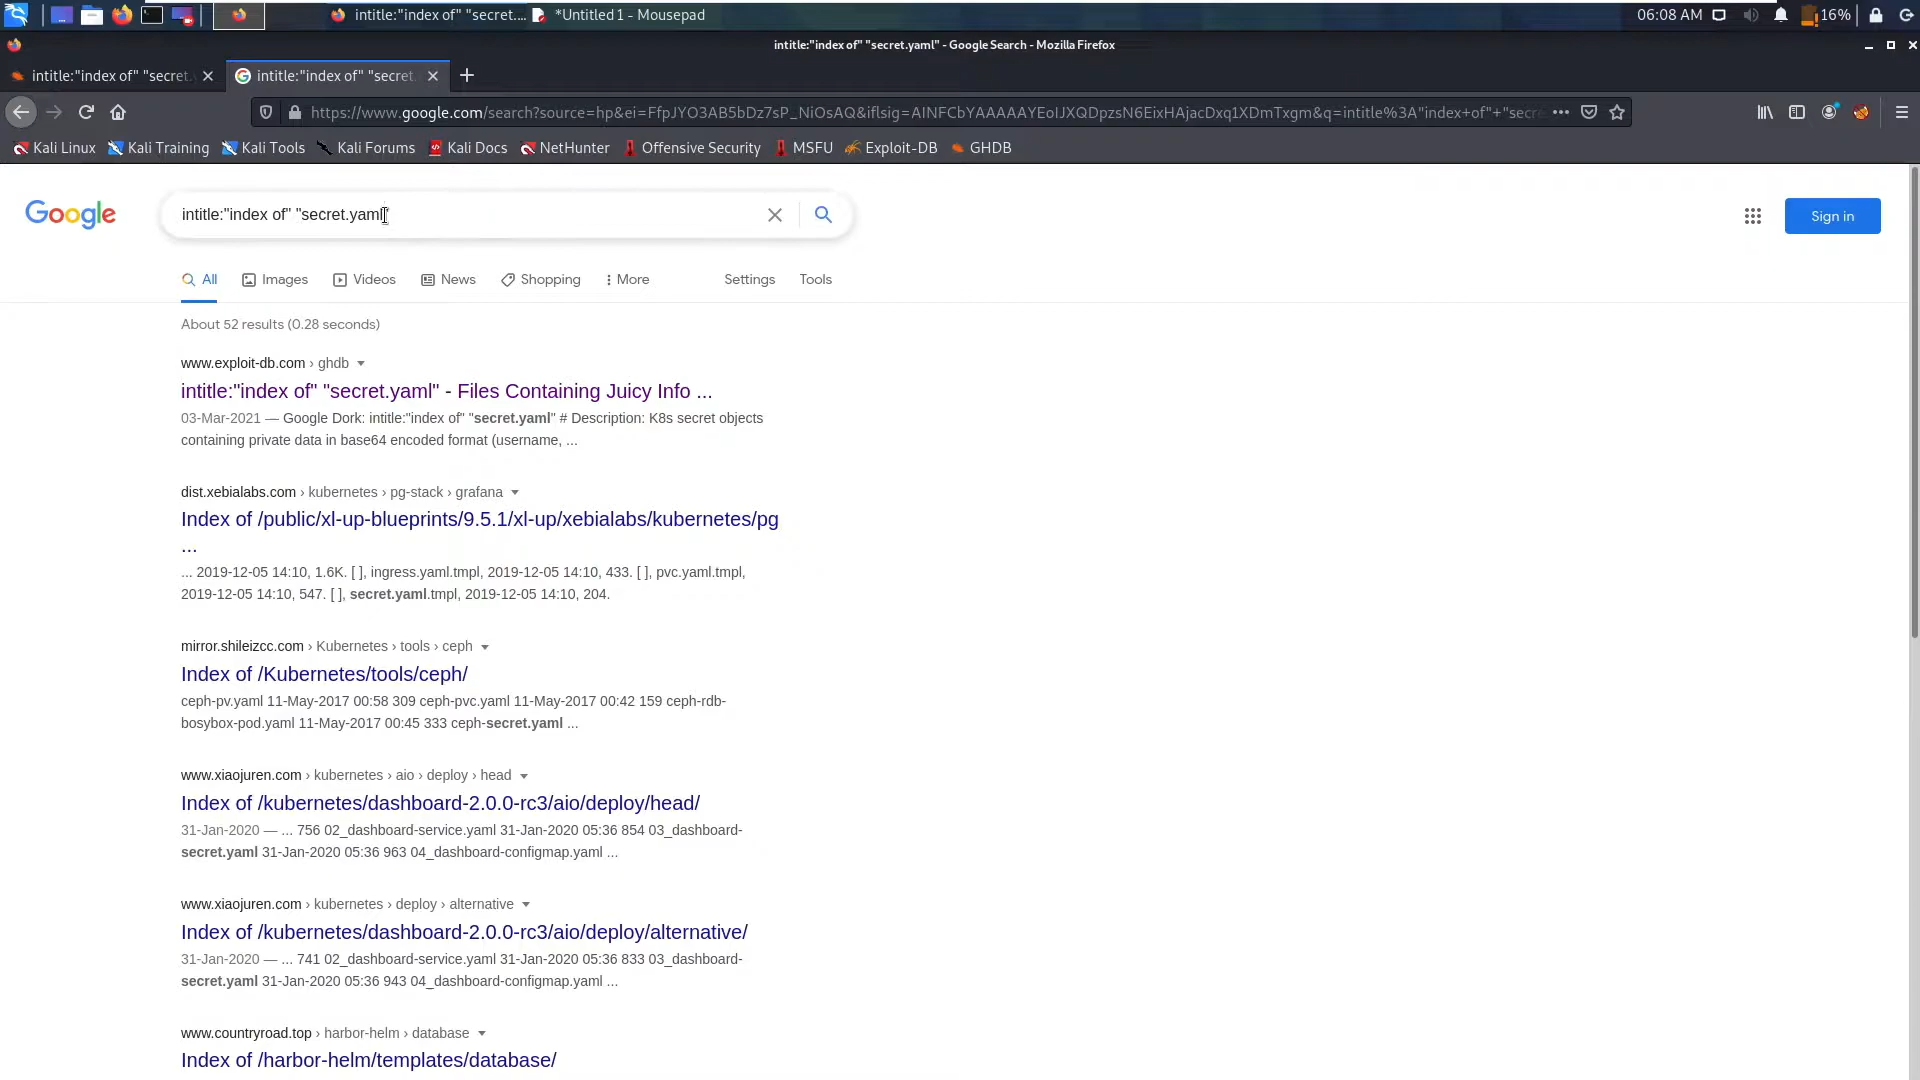 intitle:"index of" "secret....
*Untitled 1 - Mousepad
06:08 AM
16%
intitle:"index of" "secret.yaml" - Google Search - Mozilla Firefox
intitle:"index of" "secret.
intitle:"index of" "secret.
https://www.google.com/search?source=hp&ei=FfpJYO3AB5bDz7sP_NiOsAQ&iflsig=AINFCbYAAAAAYEoIJXQDpzsN6EixHAjacDxq1XDmTxgm&q=intitle%3A"index+of"+"secre
Kali Linux
Kali Training
Kali Tools
Kali Forums
Kali Docs
NetHunter
Offensive Security
MSFU
Exploit-DB
GHDB
Google
intitle:"index of" "secret.yaml"
Sign in
All
Images
Videos
News
Shopping
More
Settings
Tools
About 52 results (0.28 seconds)
www.exploit-db.com › ghdb
intitle:"index of" "secret.yaml" - Files Containing Juicy Info ...
03-Mar-2021 — Google Dork: intitle:"index of" "secret.yaml" # Description: K8s secret objects
containing private data in base64 encoded format (username, ...
dist.xebialabs.com › kubernetes › pg-stack › grafana
Index of /public/xl-up-blueprints/9.5.1/xl-up/xebialabs/kubernetes/pg
...
... 2019-12-05 14:10, 1.6K. [ ], ingress.yaml.tmpl, 2019-12-05 14:10, 433. [ ], pvc.yaml.tmpl,
2019-12-05 14:10, 547. [ ], secret.yaml.tmpl, 2019-12-05 14:10, 204.
mirror.shileizcc.com › Kubernetes › tools › ceph
Index of /Kubernetes/tools/ceph/
ceph-pv.yaml 11-May-2017 00:58 309 ceph-pvc.yaml 11-May-2017 00:42 159 ceph-rdb-
bosybox-pod.yaml 11-May-2017 00:45 333 ceph-secret.yaml ...
www.xiaojuren.com › kubernetes › aio › deploy › head
Index of /kubernetes/dashboard-2.0.0-rc3/aio/deploy/head/
31-Jan-2020 — ... 756 02_dashboard-service.yaml 31-Jan-2020 05:36 854 03_dashboard-
secret.yaml 31-Jan-2020 05:36 963 04_dashboard-configmap.yaml ...
www.xiaojuren.com › kubernetes › deploy › alternative
Index of /kubernetes/dashboard-2.0.0-rc3/aio/deploy/alternative/
31-Jan-2020 — ... 741 02_dashboard-service.yaml 31-Jan-2020 05:36 833 03_dashboard-
secret.yaml 31-Jan-2020 05:36 943 04_dashboard-configmap.yaml ...
www.countryroad.top › harbor-helm › database
Index of /harbor-helm/templates/database/